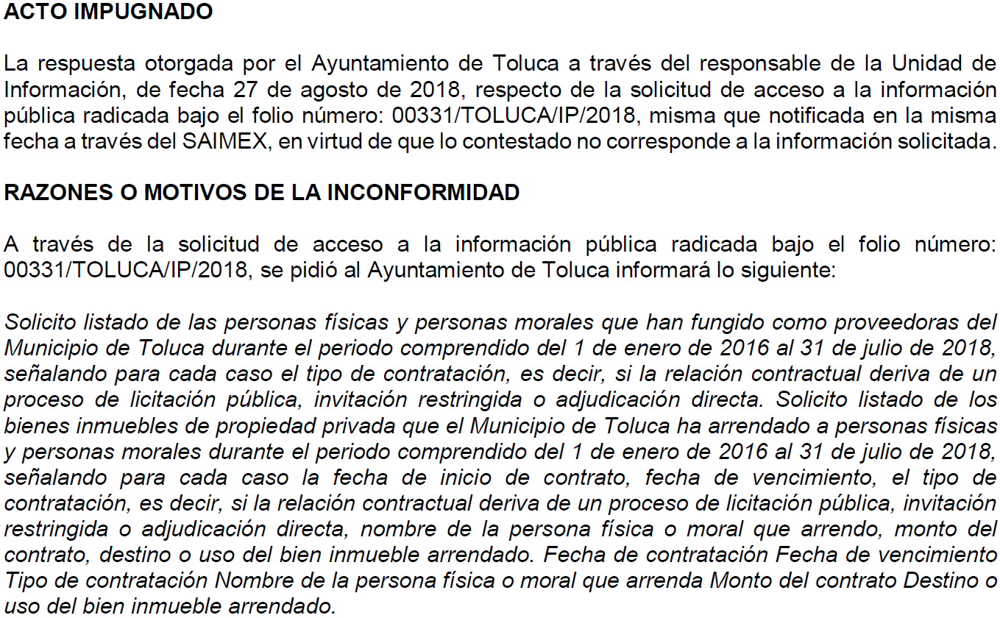 ACTO IMPUGNADO
La respuesta otorgada por el Ayuntamiento de Toluca a través del responsable de la Unidad de
Información, de fecha 27 de agosto de 2018, respecto de la solicitud de acceso a la información
pública radicada bajo el folio número: 00331/TOLUCA/IP/2018, misma que notificada en la misma
fecha a través del SAIMEX, en virtud de que lo contestado no corresponde a la información solicitada.
RAZONES O MOTIVOS DE LA INCONFORMIDAD
A través de la solicitud de acceso a la información pública radicada bajo el folio número:
00331/TOLUCA/IP/2018, se pidió al Ayuntamiento de Toluca informará lo siguiente:
Solicito listado de las personas físicas y personas morales que han fungido como proveedoras del
Municipio de Toluca durante el periodo comprendido del 1 de enero de 2016 al 31 de julio de 2018,
señalando para cada caso el tipo de contratación, es decir, si la relación contractual deriva de un
proceso de licitación pública, invitación restringida o adjudicación directa. Solicito listado de los
bienes inmuebles de propiedad privada que el Municipio de Toluca ha arrendado a personas físicas
y personas morales durante el periodo comprendido del 1 de enero de 2016 al 31 de julio de 2018,
señalando para cada caso la fecha de inicio de contrato, fecha de vencimiento, el tipo de
contratación, es decir, si la relación contractual deriva de un proceso de licitación pública, invitación
restringida o adjudicación directa, nombre de la persona física o moral que arrendo, monto del
contrato, destino o uso del bien inmueble arrendado. Fecha de contratación Fecha de vencimiento
Tipo de contratación Nombre de la persona física o moral que arrenda Monto del contrato Destino o
uso del bien inmueble arrendado.